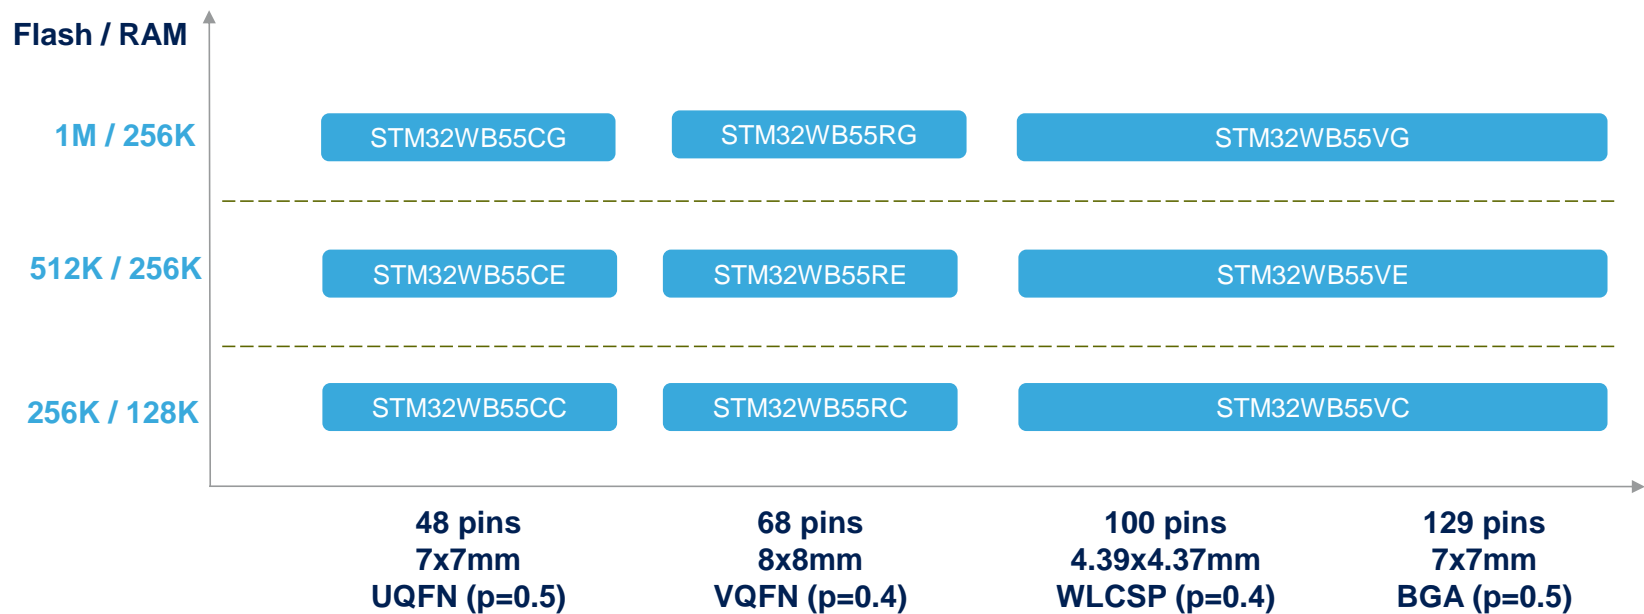 Flash / RAM
1M / 256K
STM32WB55CG
STM32WB55RG
STM32WB55VG
512K / 256K
STM32WB55CE
STM32WB55RE
STM32WB55VE
256K / 128K
STM32WB55CC
STM32WB55RC
STM32WB55VC
48 pins
7x7mm
UQFN (p=0.5)
68 pins
8x8mm
VQFN (p=0.4)
100 pins
4.39x4.37mm
WLCSP (p=0.4)
129 pins
7x7mm
BGA (p=0.5)